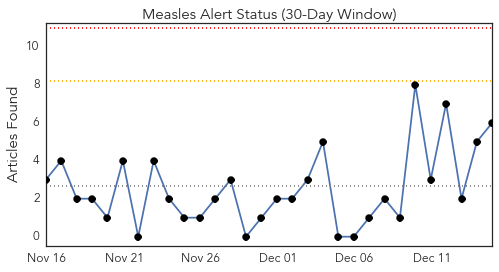 Measles Alert Status (30-Day Window)
Articles Found
10
8
6
4
2
0
Nov 16 Nov 21 Nov 26 Dec 01 Dec 06 Dec 11